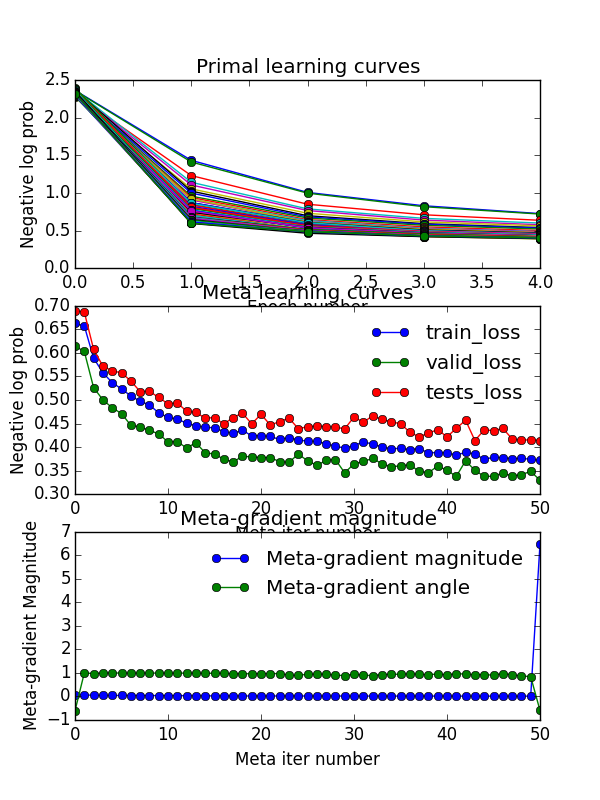 Primal learning curves
Negative log prob
2.5
2.0
1.5
1.0
0.5
0.0
0.0 0.5 1.0 1.5 2.0 2.5 3.0 3.5 4.0
Epoch number
Meta learning curves
Negative log prob
0.70
0.65
0.60
0.55
0.50
0.45
0.40
0.35
0.30
train_loss
valid_loss
tests_loss
0 10 20 30 40 50
Meta iter number
Meta-gradient magnitude
Meta-gradient Magnitude
7
6
5
4
3
2
1
0
−1
Meta-gradient magnitude
Meta-gradient angle
0 10 20 30 40 50
Meta iter number